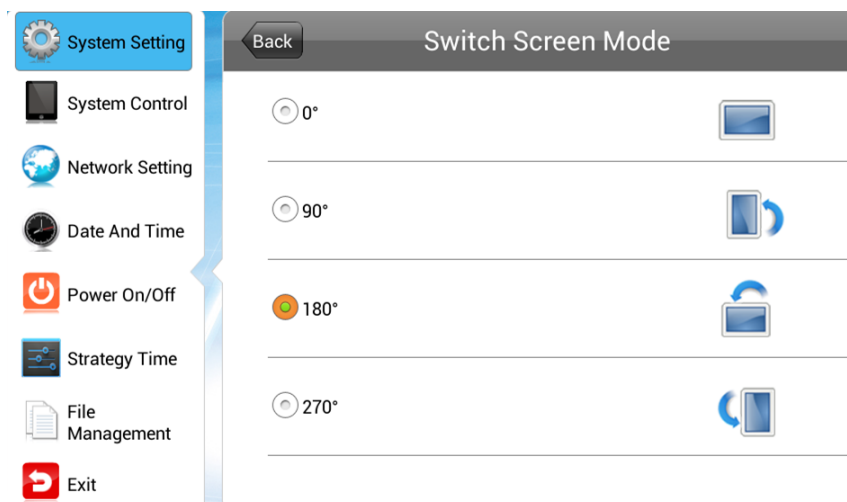 System Setting
System Control
Network Setting
Date And Time
Power On/Off
Strategy Time
File
Management
Exit
Back
Switch Screen Mode
0°
90°
180°
270°